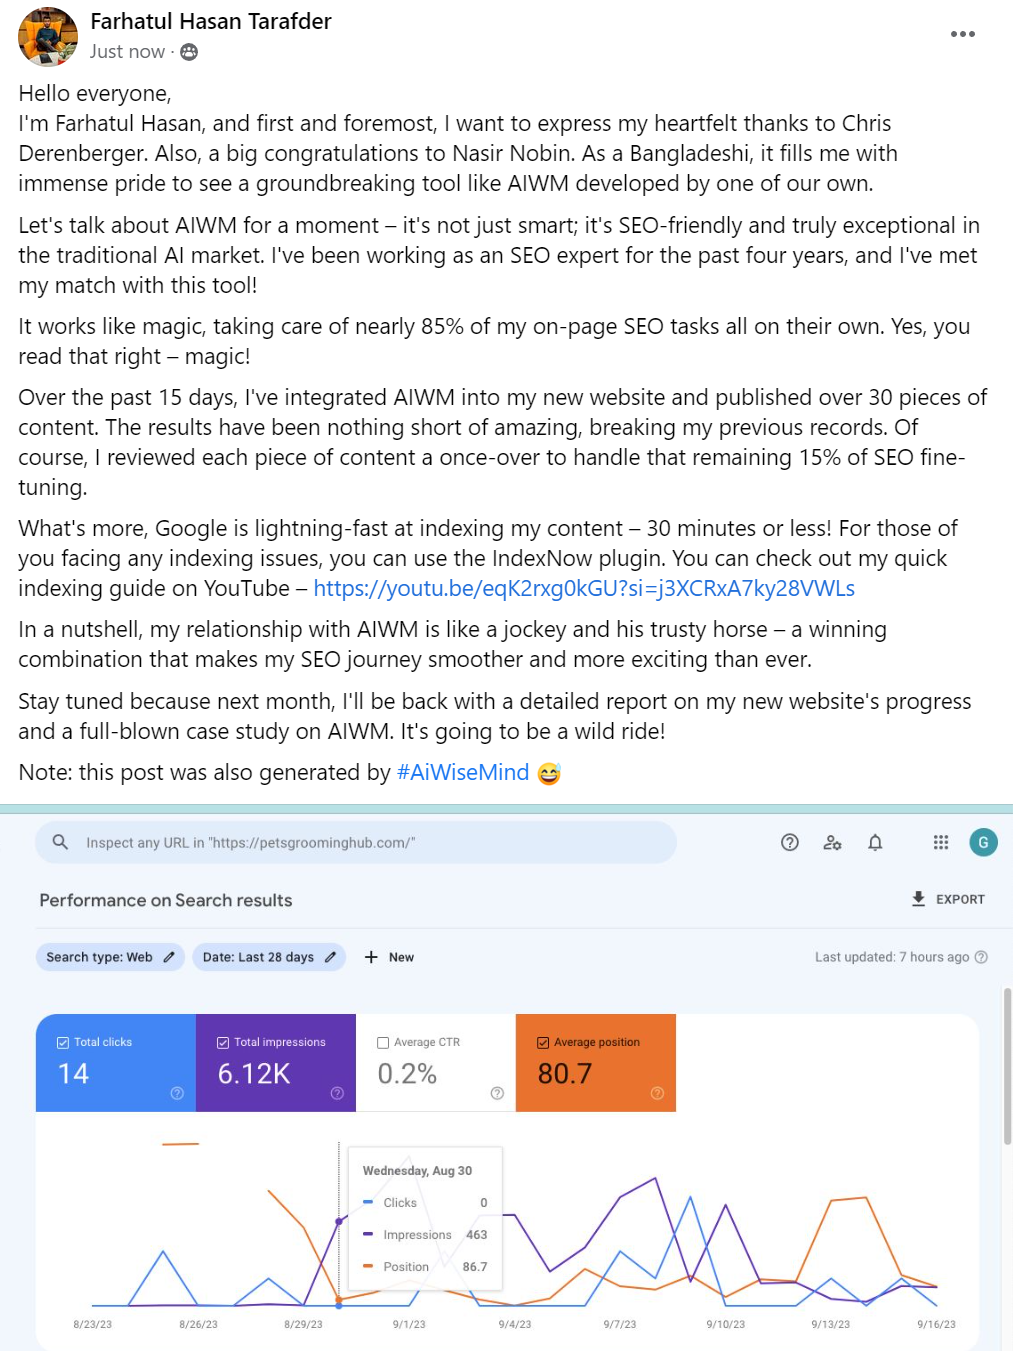 Farhatul Hasan Tarafder
Just now ·
Hello everyone,
I'm Farhatul Hasan, and first and foremost, I want to express my heartfelt thanks to Chris
Derenberger. Also, a big congratulations to Nasir Nobin. As a Bangladeshi, it fills me with
immense pride to see a groundbreaking tool like AIWM developed by one of our own.
Let's talk about AIWM for a moment – it's not just smart; it's SEO-friendly and truly exceptional in
the traditional AI market. I've been working as an SEO expert for the past four years, and I've met
my match with this tool!
It works like magic, taking care of nearly 85% of my on-page SEO tasks all on their own. Yes, you
read that right – magic!
Over the past 15 days, I've integrated AIWM into my new website and published over 30 pieces of
content. The results have been nothing short of amazing, breaking my previous records. Of
course, I reviewed each piece of content a once-over to handle that remaining 15% of SEO fine-
tuning.
What's more, Google is lightning-fast at indexing my content – 30 minutes or less! For those of
you facing any indexing issues, you can use the IndexNow plugin. You can check out my quick
indexing guide on YouTube – https://youtu.be/eqK2rxg0kGU?si=j3XCRxA7ky28VWLs
In a nutshell, my relationship with AIWM is like a jockey and his trusty horse – a winning
combination that makes my SEO journey smoother and more exciting than ever.
Stay tuned because next month, I'll be back with a detailed report on my new website's progress
and a full-blown case study on AIWM. It's going to be a wild ride!
Note: this post was also generated by #AiWiseMind 😅
Inspect any URL in "https://petsgroominghub.com/"
G
Performance on Search results
EXPORT
Search type: Web
Date: Last 28 days
+ New
Last updated: 7 hours ago
Total clicks
14
Total impressions
6.12K
Average CTR
0.2%
Average position
80.7
Wednesday, Aug 30
Clicks 0
Impressions 463
Position 86.7
8/23/23 8/26/23 8/29/23 9/1/23 9/4/23 9/7/23 9/10/23 9/13/23 9/16/23